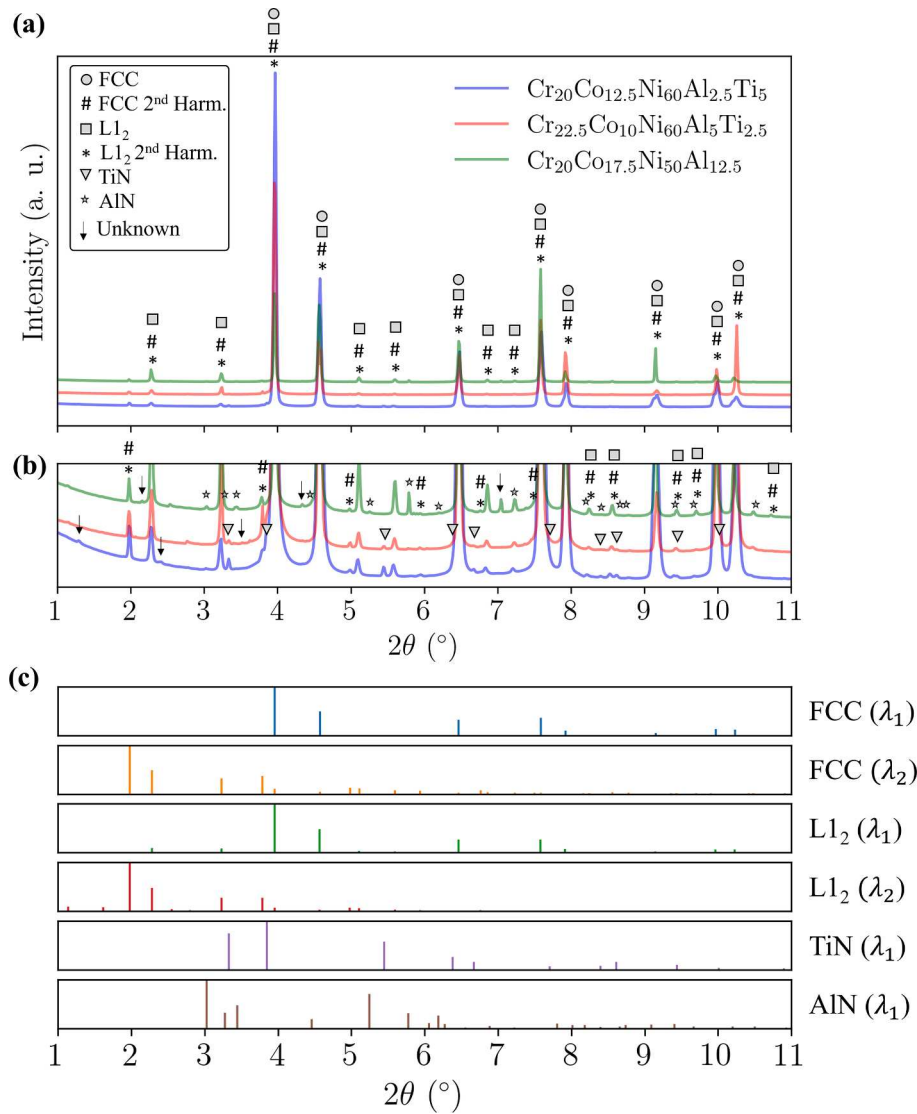 (a)
FCC
# FCC 2nd Harm.
L1₂
* L1₂ 2nd Harm.
TiN
AlN
Unknown
Cr₂₀Co₁₂.₅Ni₆₀Al₂.₅Ti₅
Cr₂₂.₅Co₁₀Ni₆₀Al₅Ti₂.₅
Cr₂₀Co₁₇.₅Ni₅₀Al₁₂.₅
Intensity (a. u.)
(b)
1 2 3 4 5 6 7 8 9 10 11
2θ (°)
(c)
FCC (λ₁)
FCC (λ₂)
L1₂ (λ₁)
L1₂ (λ₂)
TiN (λ₁)
AlN (λ₁)
1 2 3 4 5 6 7 8 9 10 11
2θ (°)